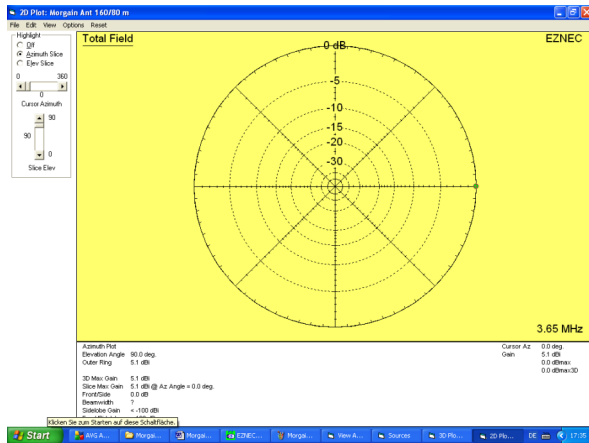 2D Plot: Morgain Ant 160/80 m
File Edit View Options Reset
Highlight
Off
Azimuth Slice
Elev Slice
0 360
0
Cursor Azimuth
90
90
0
Slice Elev
Total Field
EZNEC
0 dB
-5
-10
-15
-20
-30
3.65 MHz
Azimuth Plot
Elevation Angle 90.0 deg.
Outer Ring 5.1 dBi
Cursor Az 0.0 deg.
Gain 5.1 dBi
0.0 dBmax
0.0 dBmax3D
3D Max Gain 5.1 dBi
Slice Max Gain 5.1 dBi @ Az Angle = 0.0 deg.
Front/Side 0.0 dB
Beamwidth ?
Sidelobe Gain < -100 dBi
Klicken Sie zum Starten auf diese Schaltfläche.
Start AVG A... Morgai... Morgai... EZNEC... Morgai... View A... Sources 3D Plo... 2D Plo... DE 17:35